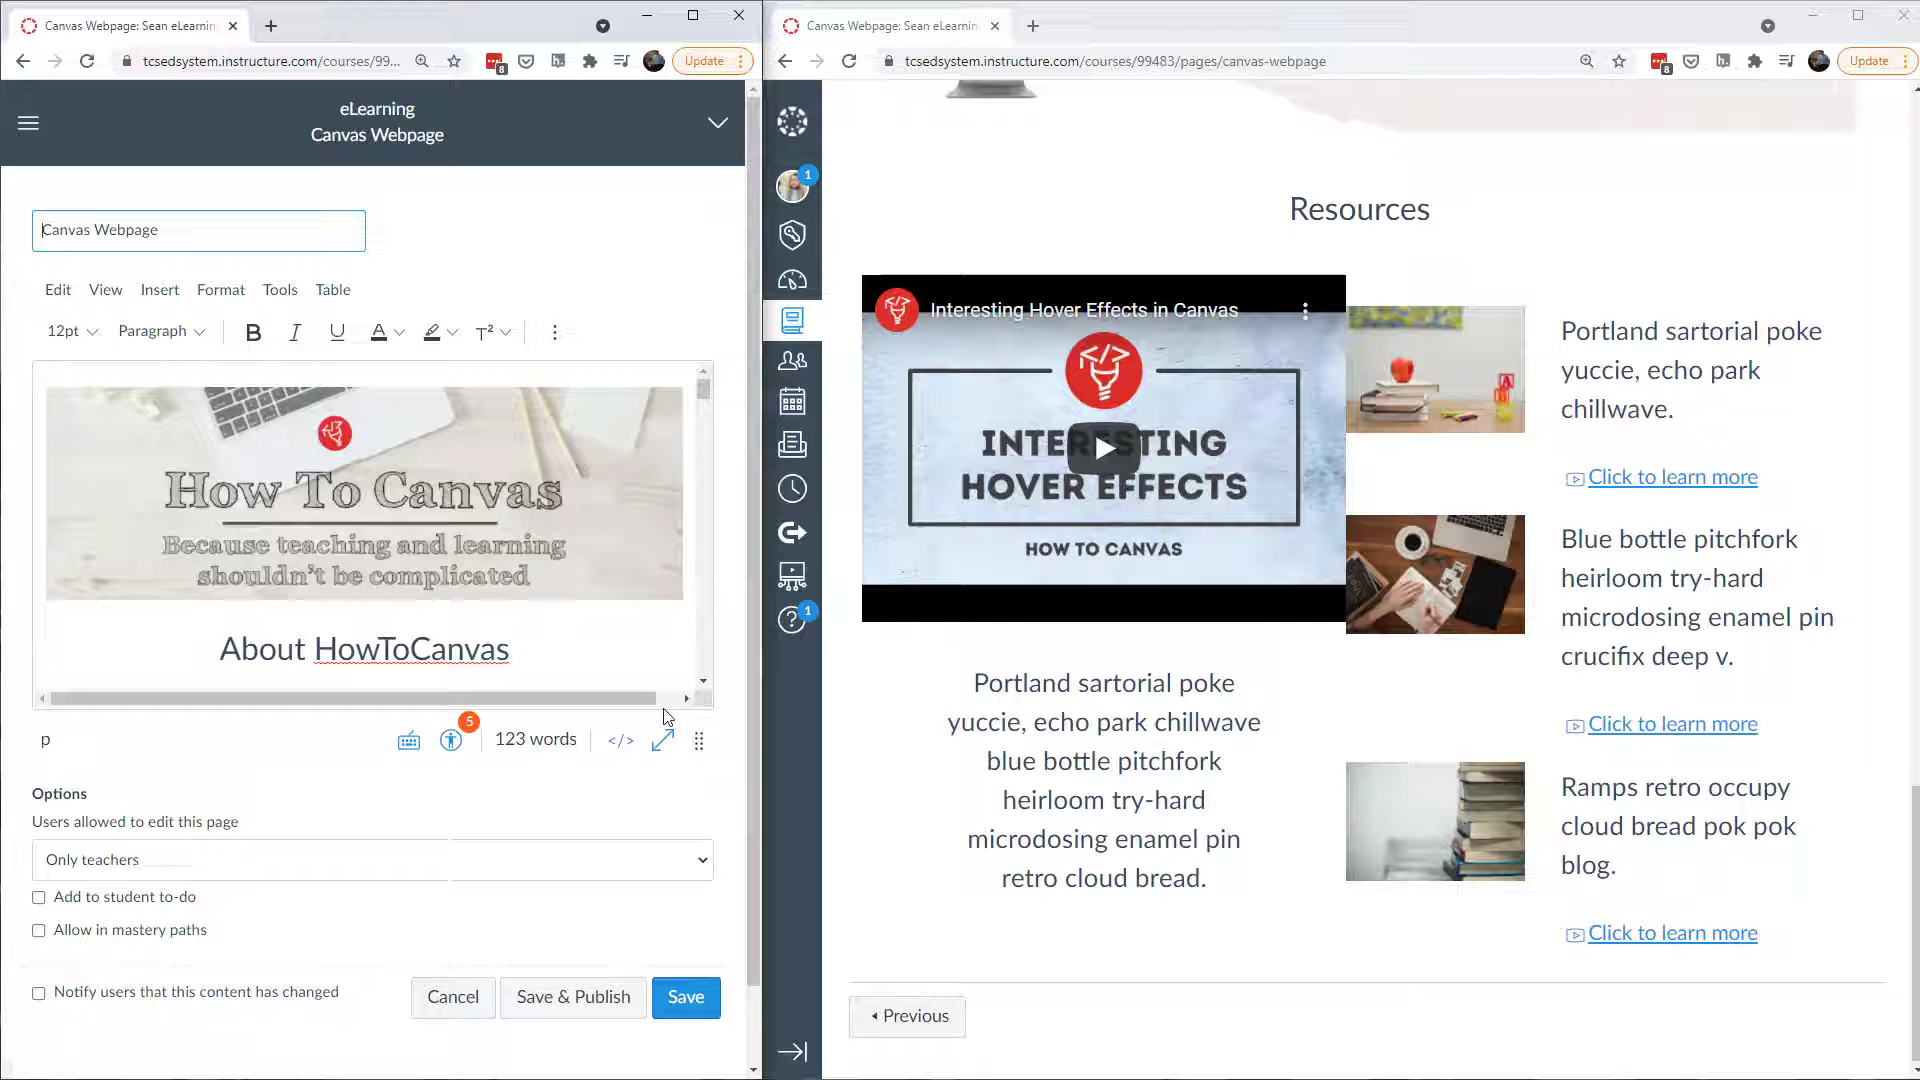 Canvas Webpage: Sean eLearnin
tcsedsystem.instructure.com/courses/99...
8
Update
eLearning
Canvas Webpage
Canvas Webpage
Edit View Insert Format Tools Table
12pt Paragraph B I U A T²
How To Canvas
Because teaching and learning
shouldn't be complicated
About HowToCanvas
p
5
123 words
</>
Options
Users allowed to edit this page
Only teachers
Add to student to-do
Allow in mastery paths
Notify users that this content has changed
Cancel
Save & Publish
Save
Canvas Webpage: Sean eLearnin
tcsedsystem.instructure.com/courses/99483/pages/canvas-webpage
8
Update
1
1
Resources
Interesting Hover Effects in Canvas
INTERESTING
HOVER EFFECTS
HOW TO CANVAS
Portland sartorial poke
yuccie, echo park chillwave
blue bottle pitchfork
heirloom try-hard
microdosing enamel pin
retro cloud bread.
Portland sartorial poke
yuccie, echo park
chillwave.
Click to learn more
Blue bottle pitchfork
heirloom try-hard
microdosing enamel pin
crucifix deep v.
Click to learn more
Ramps retro occupy
cloud bread pok pok
blog.
Click to learn more
Previous